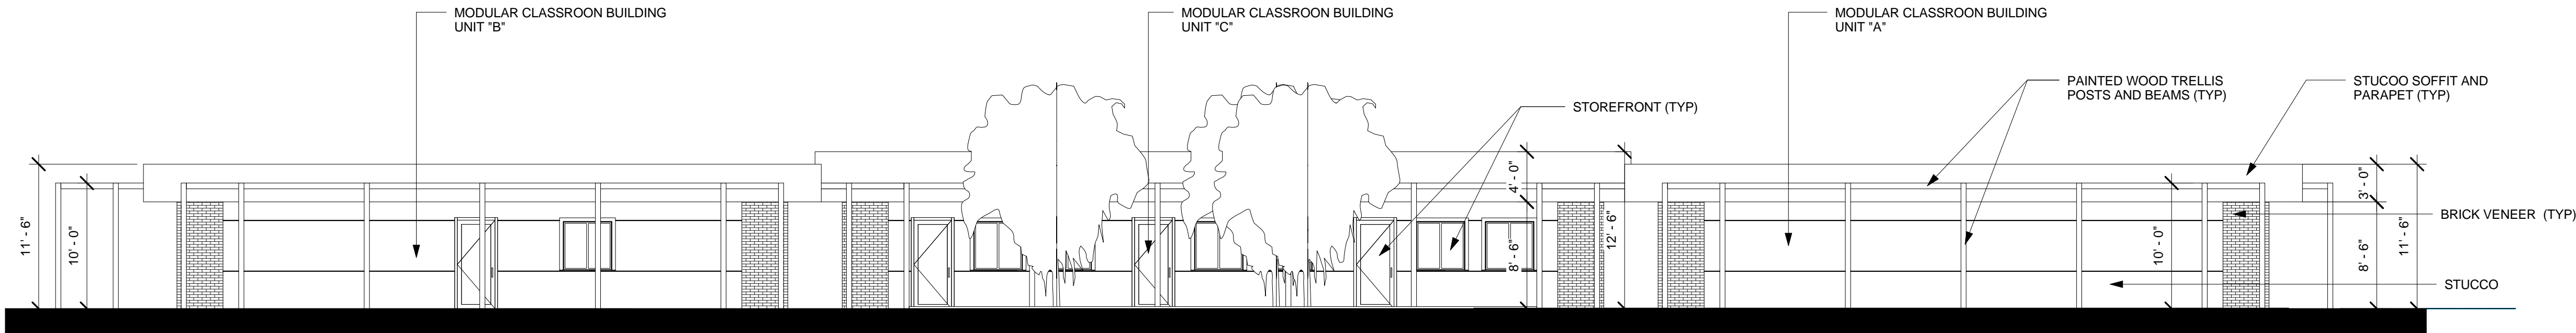 MODULAR CLASSROON BUILDING
UNIT "B"
MODULAR CLASSROON BUILDING
UNIT "C"
MODULAR CLASSROON BUILDING
UNIT "A"
STOREFRONT (TYP)
PAINTED WOOD TRELLIS
POSTS AND BEAMS (TYP)
STUCOO SOFFIT AND
PARAPET (TYP)
BRICK VENEER (TYP)
STUCCO
11' - 6"
10' - 0"
4' - 0"
8' - 6"
12' - 6"
10' - 0"
3' - 0"
8' - 6"
11' - 6"